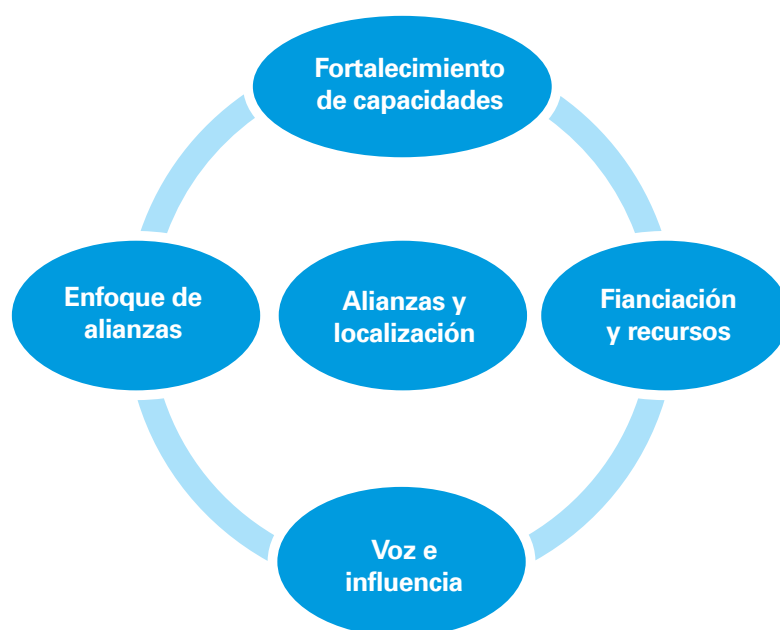 Fortalecimiento
de capacidades
Enfoque de
alianzas
Alianzas y
localización
Fianciación
y recursos
Voz e
influencia